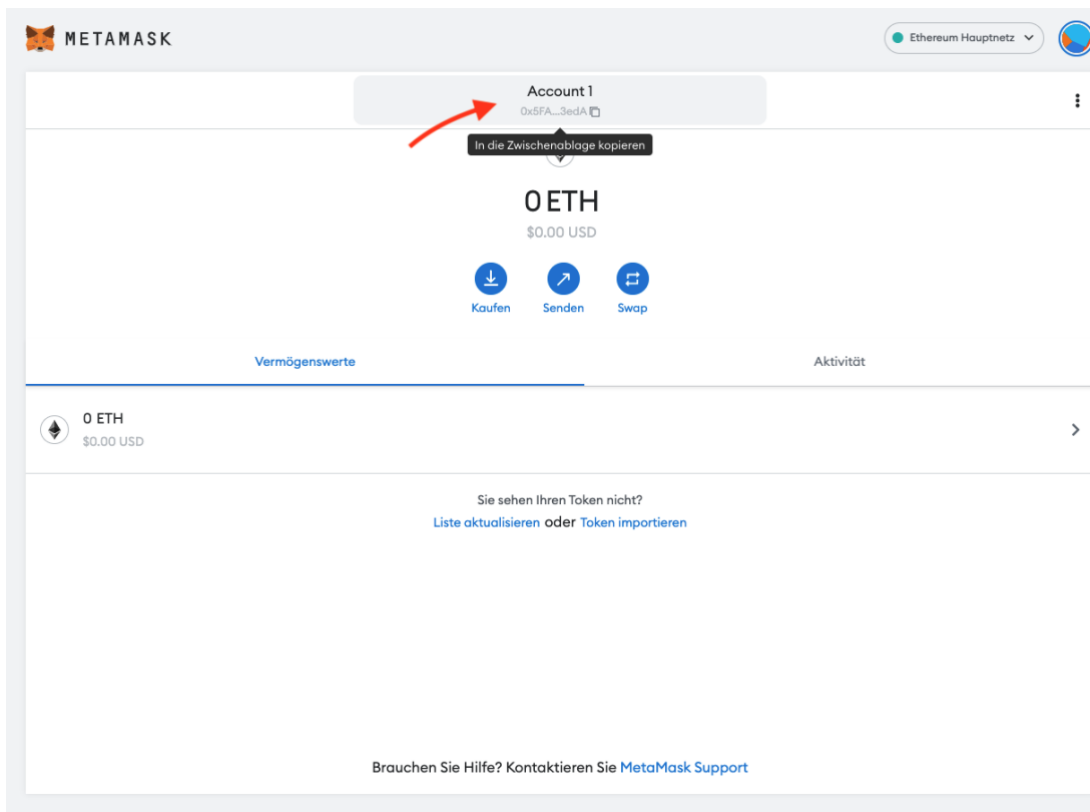 METAMASK
Ethereum Hauptnetz
Account 1
0x5FA...3edA
In die Zwischenablage kopieren
0 ETH
$0.00 USD
Kaufen Senden Swap
Vermögenswerte Aktivität
0 ETH
$0.00 USD
Sie sehen Ihren Token nicht?
Liste aktualisieren oder Token importieren
Brauchen Sie Hilfe? Kontaktieren Sie MetaMask Support